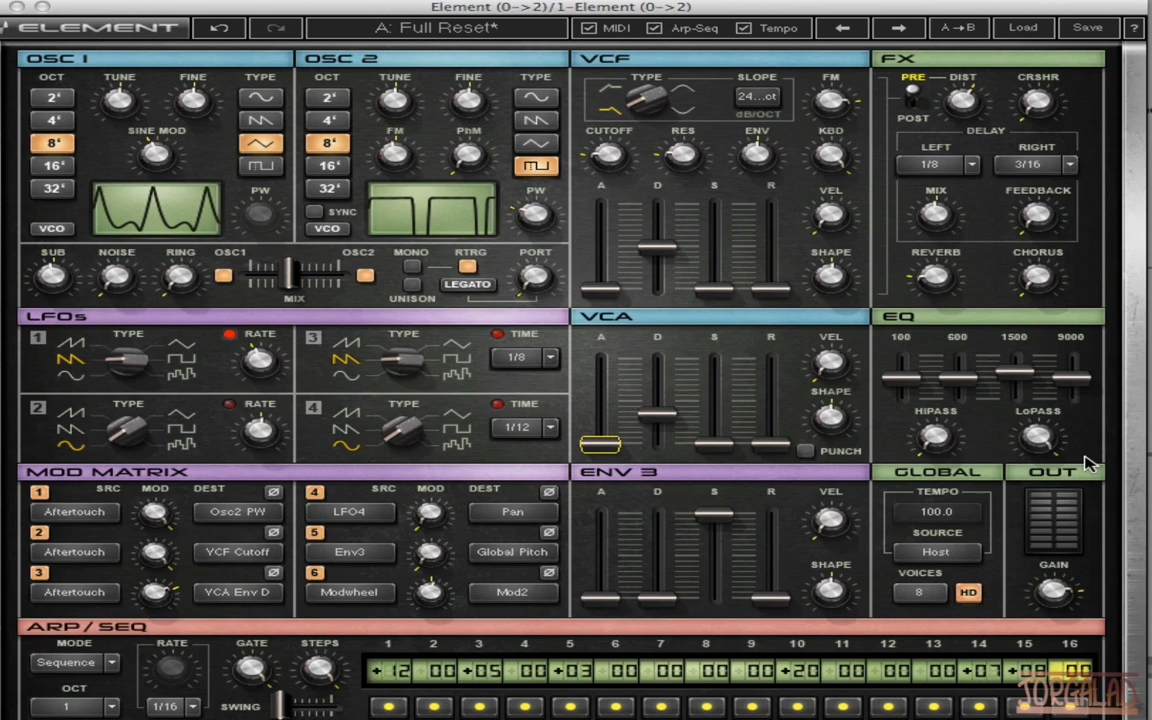 Element (0->2)/1-Element (0->2)
ELEMENT A: Full Reset* MIDI Arp-Seq Tempo A→B Load Save ?
OSC 1 OSC 2 VCF FX
OCT TUNE FINE TYPE OCT TUNE FINE TYPE TYPE SLOPE FM PRE DIST CRSHR
2' 2' 24...ct
dB/OCT
POST
4' 4'
SINE MOD FM PhM CUTOFF RES ENV KBD DELAY
8' 8' LEFT RIGHT
16' 16' 1/8 3/16
32' PW 32' PW A D S R VEL MIX FEEDBACK
SYNC
VCO VCO
SUB NOISE RING OSC1 OSC2 MONO RTRG PORT SHAPE REVERB CHORUS
LEGATO
MIX UNISON
LFOs VCA EQ
1 TYPE RATE 3 TYPE TIME A D S R VEL 100 600 1500 9000
1/8
SHAPE
2 TYPE RATE 4 TYPE TIME HiPASS LoPASS
1/12
PUNCH
MOD MATRIX ENV 3 GLOBAL OUT
1 SRC MOD DEST 4 SRC MOD DEST A D S R VEL TEMPO
Aftertouch Osc2 PW LFO4 Pan 100.0
2 5 SOURCE
Aftertouch VCF Cutoff Env3 Global Pitch Host
3 6 SHAPE VOICES GAIN
Aftertouch VCA Env D Modwheel Mod2 8 HD
ARP/SEQ
MODE RATE GATE STEPS 1 2 3 4 5 6 7 8 9 10 11 12 13 14 15 16
Sequence +12 00 +05 00 +03 00 00 00 00 +20 00 00 00 +07 +09 00
OCT
1 1/16 SWING
JORGALAD